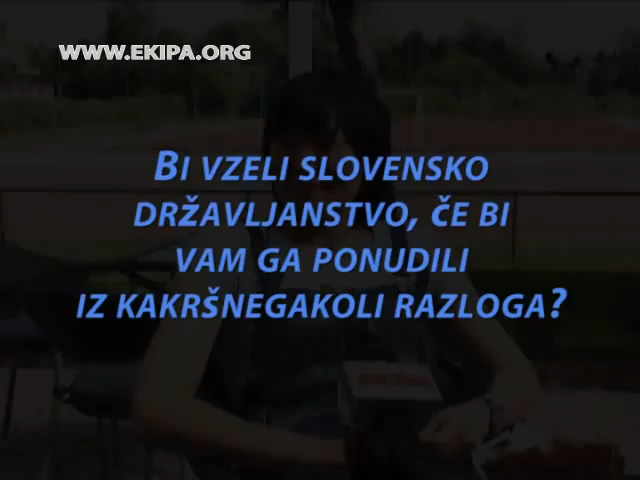 WWW.EKIPA.ORG
BI VZELI SLOVENSKO
DRŽAVLJANSTVO, ČE BI
VAM GA PONUDILI
IZ KAKRŠNEGAKOLI RAZLOGA?